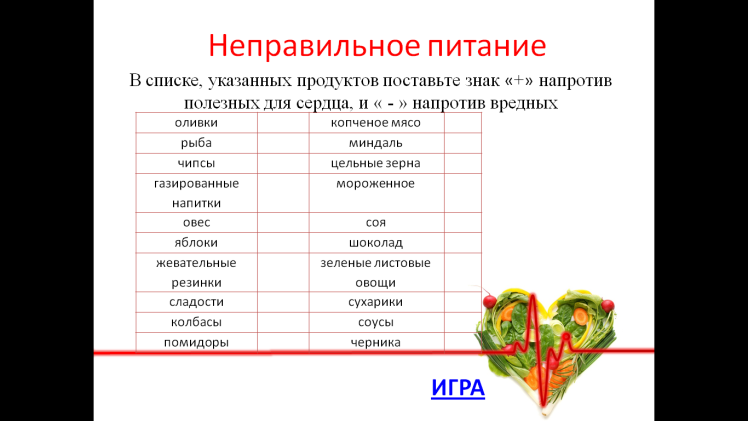 Неправильное питание
В списке, указанных продуктов поставьте знак «+» напротив
полезных для сердца, и « - » напротив вредных
оливки копченое мясо
рыба миндаль
чипсы цельные зерна
газированные мороженное
напитки
овес соя
яблоки шоколад
жевательные зеленые листовые
резинки овощи
сладости сухарики
колбасы соусы
помидоры черника
ИГРА